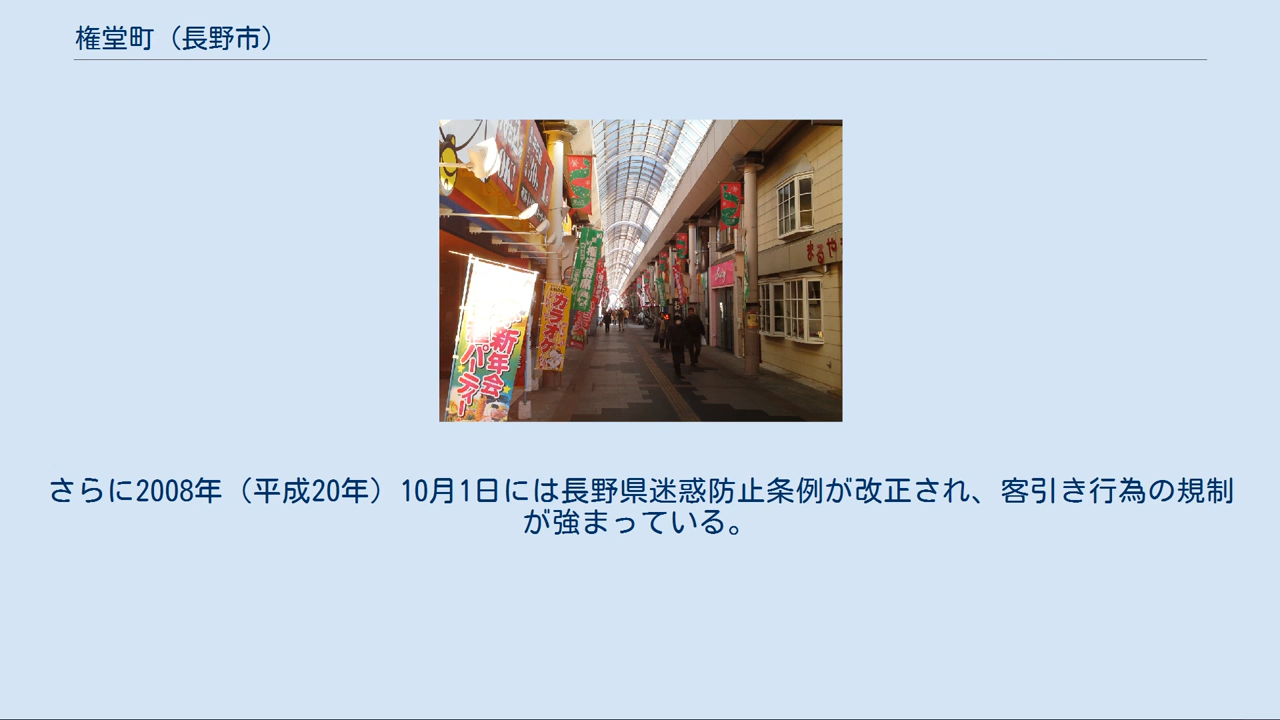 権堂町（長野市）
新年会
パーティー
カラオケ
さらに2008年（平成20年）10月1日には長野県迷惑防止条例が改正され、客引き行為の規制
が強まっている。